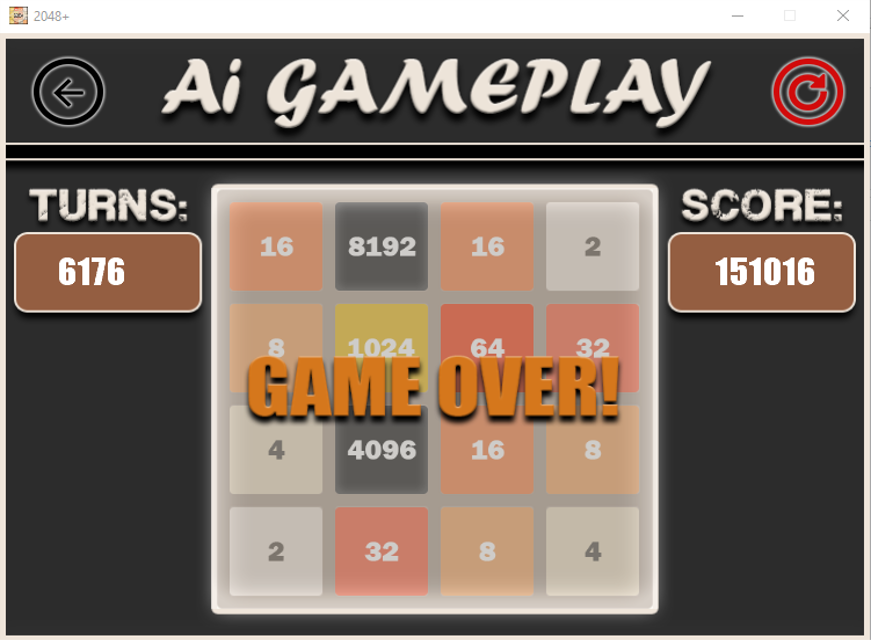 2048+
Ai GAMEPLAY
TURNS:
6176
SCORE:
151016
16 8192 16 2
8 1024 64 32
GAME OVER!
4 4096 16 8
2 32 8 4